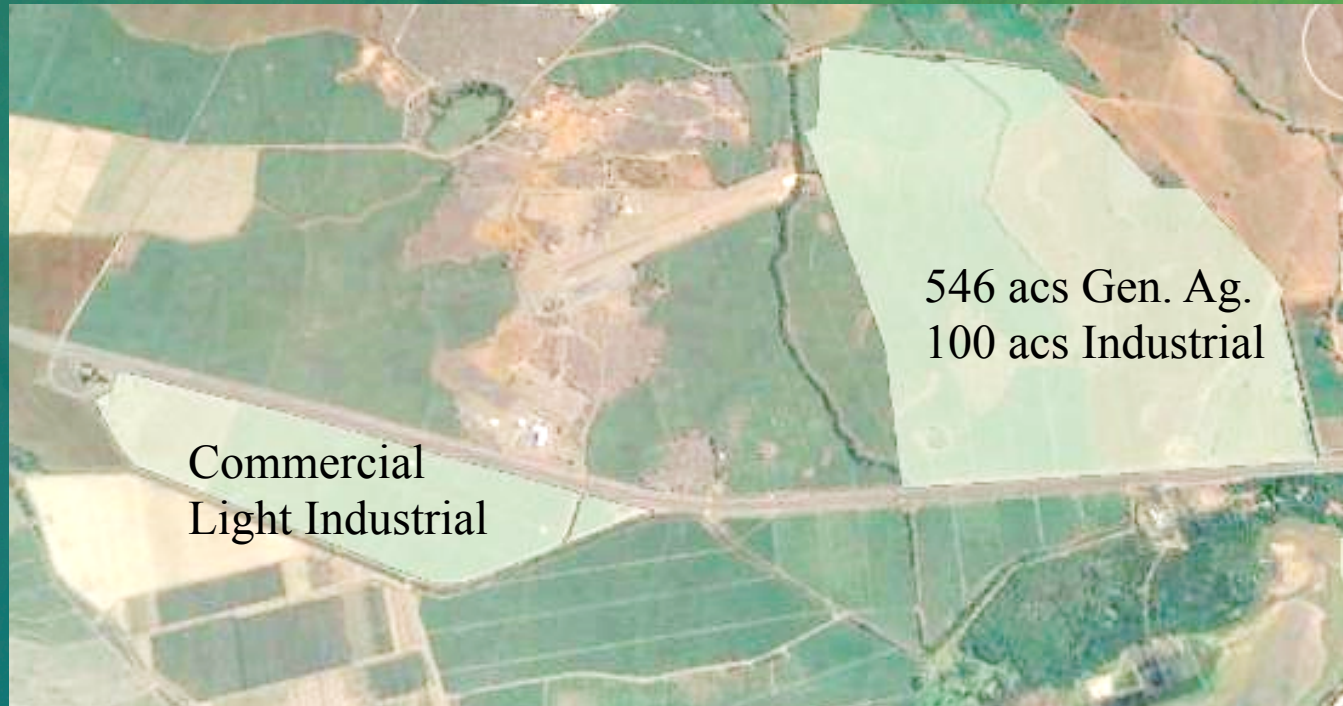 546 acs Gen. Ag.
100 acs Industrial
Commercial
Light Industrial